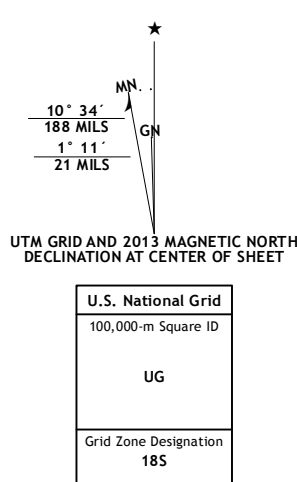 ★
MN
10° 34´
188 MILS
GN
1° 11´
21 MILS
UTM GRID AND 2013 MAGNETIC NORTH
DECLINATION AT CENTER OF SHEET
U.S. National Grid
100,000-m Square ID
UG
Grid Zone Designation
18S